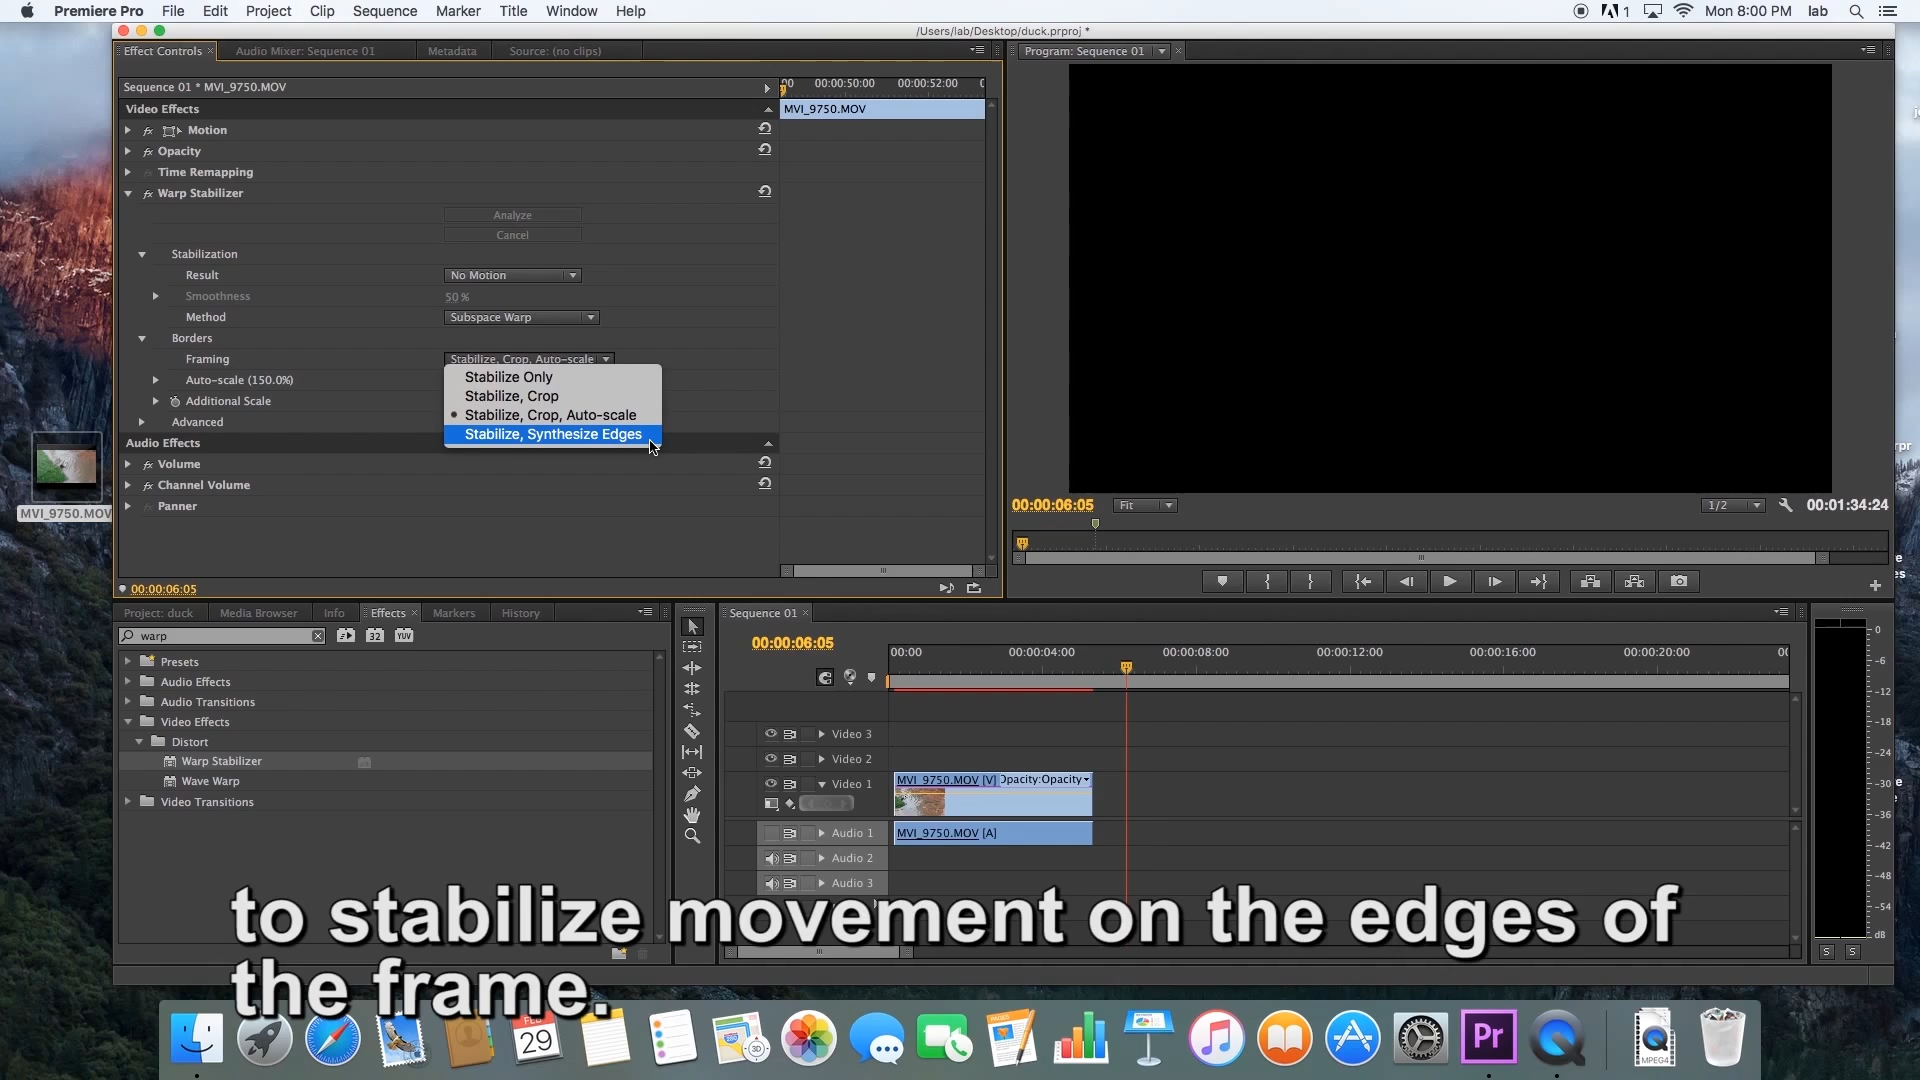 Premiere Pro File Edit Project Clip Sequence Marker Title Window Help 1 Mon 8:00 PM lab
/Users/lab/Desktop/duck.prproj *
Effect Controls × Audio Mixer: Sequence 01 Metadata Source: (no clips)
Sequence 01 * MVI_9750.MOV
00:00:50:00 00:00:52:00
Video Effects
MVI_9750.MOV
fx Motion
fx Opacity
Time Remapping
fx Warp Stabilizer
Analyze
Cancel
Stabilization
Result No Motion
Smoothness 50 %
Method Subspace Warp
Borders
Framing Stabilize, Crop, Auto-scale
Stabilize Only
Stabilize, Crop
Stabilize, Crop, Auto-scale
Stabilize, Synthesize Edges
Auto-scale (150.0%)
Additional Scale
Advanced
Audio Effects
fx Volume
fx Channel Volume
Panner
00:00:06:05
MVI_9750.MOV
Program: Sequence 01 ×
00:00:06:05 Fit 1/2 00:01:34:24
Project: duck Media Browser Info Effects × Markers History
warp
32 YUV
Presets
Audio Effects
Audio Transitions
Video Effects
Distort
Warp Stabilizer
Wave Warp
Video Transitions
Sequence 01 ×
00:00:06:05
00:00 00:00:04:00 00:00:08:00 00:00:12:00 00:00:16:00 00:00:20:00
Video 3
Video 2
Video 1
MVI_9750.MOV [V] Opacity:Opacity
Audio 1
MVI_9750.MOV [A]
Audio 2
Audio 3
0
-6
-12
-18
-24
-30
-36
-42
-48
-54
dB
S S
to stabilize movement on the edges of
the frame.
FEB
29
3D
PAGES
Pr
MPEG4